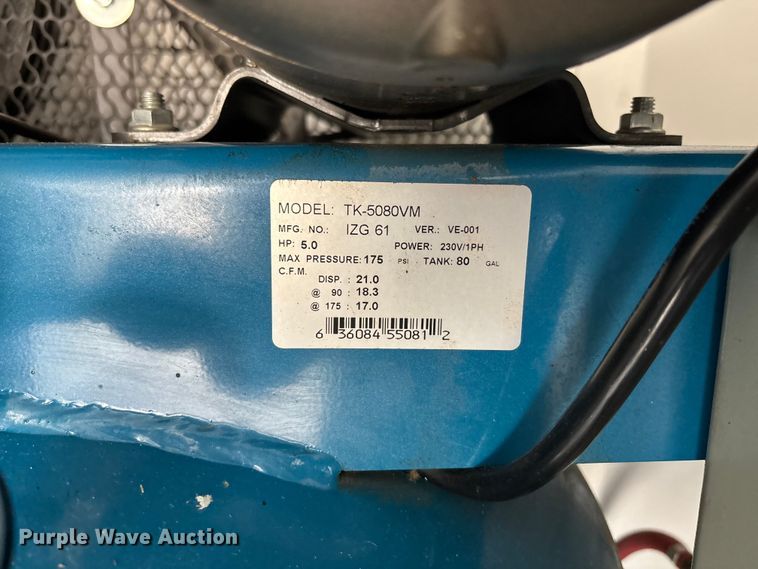 MODEL: TK-5080VM
MFG. NO.: IZG 61 VER.: VE-001
HP: 5.0 POWER: 230V/1PH
MAX PRESSURE: 175 PSI TANK: 80 GAL
C.F.M.
DISP. : 21.0
@ 90 : 18.3
@ 175 : 17.0
6 36084 55081 2
Purple Wave Auction